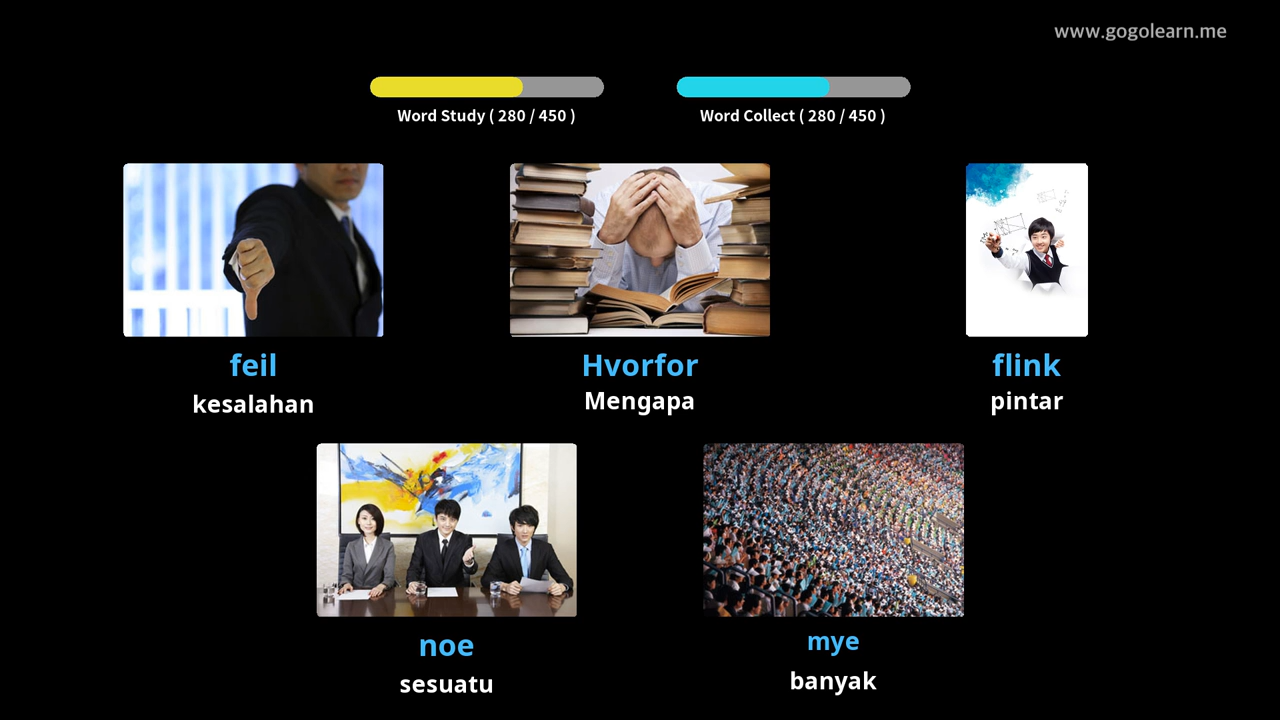 www.gogolearn.me
Word Study ( 280 / 450 )
Word Collect ( 280 / 450 )
feil
kesalahan
Hvorfor
Mengapa
flink
pintar
noe
sesuatu
mye
banyak